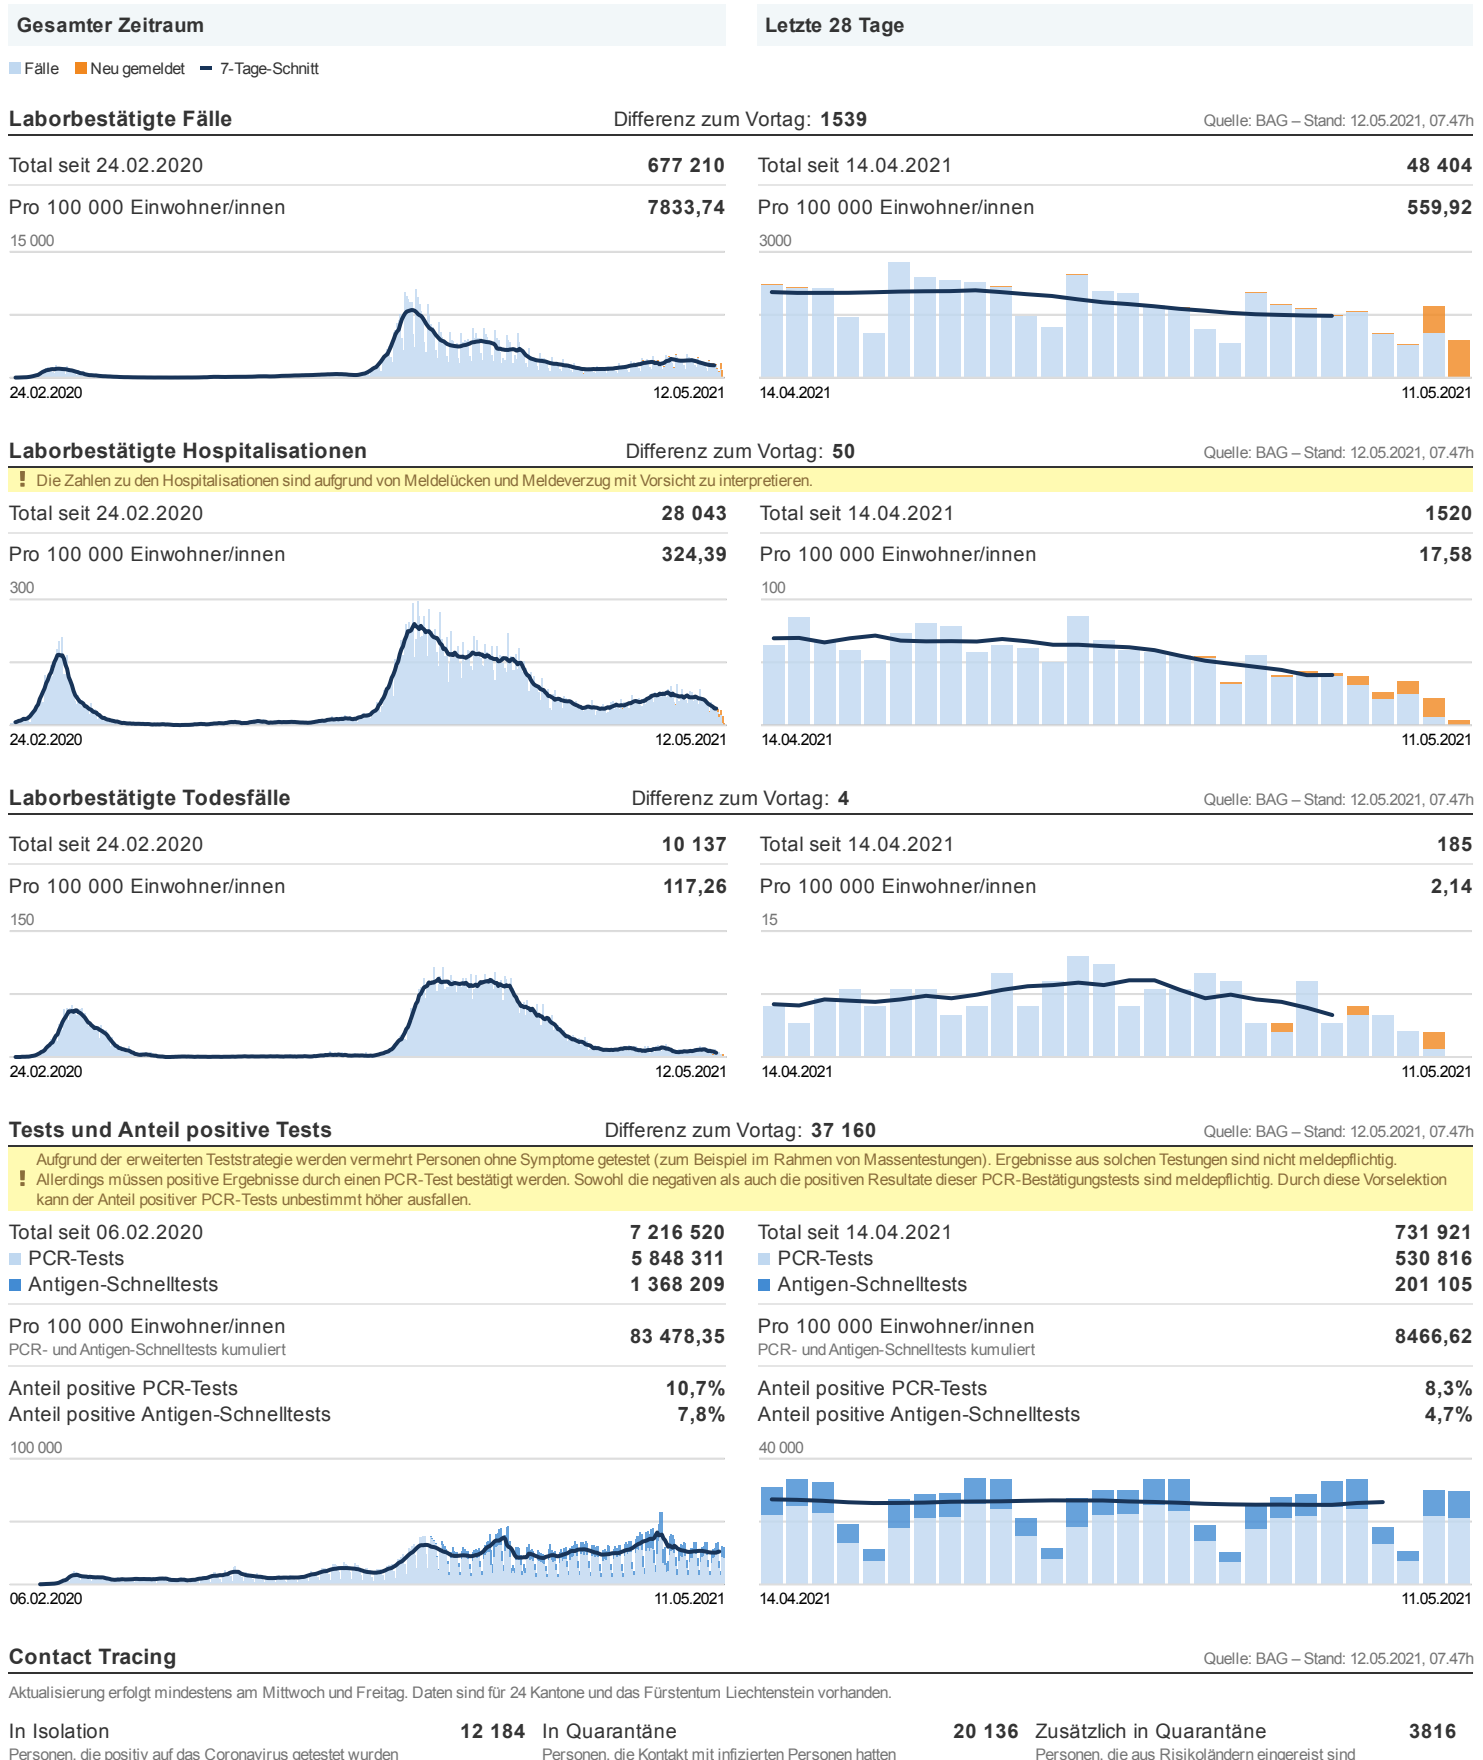 Gesamter Zeitraum
Letzte 28 Tage
Fälle Neu gemeldet 7-Tage-Schnitt
Laborbestätigte Fälle Differenz zum Vortag: 1539 Quelle: BAG – Stand: 12.05.2021, 07.47h
Total seit 24.02.2020 677 210
Pro 100 000 Einwohner/innen 7833,74
15 000
24.02.2020 12.05.2021
Total seit 14.04.2021 48 404
Pro 100 000 Einwohner/innen 559,92
3000
14.04.2021 11.05.2021
Laborbestätigte Hospitalisationen Differenz zum Vortag: 50 Quelle: BAG – Stand: 12.05.2021, 07.47h
! Die Zahlen zu den Hospitalisationen sind aufgrund von Meldelücken und Meldeverzug mit Vorsicht zu interpretieren.
Total seit 24.02.2020 28 043
Pro 100 000 Einwohner/innen 324,39
300
24.02.2020 12.05.2021
Total seit 14.04.2021 1520
Pro 100 000 Einwohner/innen 17,58
100
14.04.2021 11.05.2021
Laborbestätigte Todesfälle Differenz zum Vortag: 4 Quelle: BAG – Stand: 12.05.2021, 07.47h
Total seit 24.02.2020 10 137
Pro 100 000 Einwohner/innen 117,26
150
24.02.2020 12.05.2021
Total seit 14.04.2021 185
Pro 100 000 Einwohner/innen 2,14
15
14.04.2021 11.05.2021
Tests und Anteil positive Tests Differenz zum Vortag: 37 160 Quelle: BAG – Stand: 12.05.2021, 07.47h
Aufgrund der erweiterten Teststrategie werden vermehrt Personen ohne Symptome getestet (zum Beispiel im Rahmen von Massentestungen). Ergebnisse aus solchen Testungen sind nicht meldepflichtig.
! Allerdings müssen positive Ergebnisse durch einen PCR-Test bestätigt werden. Sowohl die negativen als auch die positiven Resultate dieser PCR-Bestätigungstests sind meldepflichtig. Durch diese Vorselektion
kann der Anteil positiver PCR-Tests unbestimmt höher ausfallen.
Total seit 06.02.2020 7 216 520
PCR-Tests 5 848 311
Antigen-Schnelltests 1 368 209
Pro 100 000 Einwohner/innen 83 478,35
PCR- und Antigen-Schnelltests kumuliert
Anteil positive PCR-Tests 10,7%
Anteil positive Antigen-Schnelltests 7,8%
100 000
06.02.2020 11.05.2021
Total seit 14.04.2021 731 921
PCR-Tests 530 816
Antigen-Schnelltests 201 105
Pro 100 000 Einwohner/innen 8466,62
PCR- und Antigen-Schnelltests kumuliert
Anteil positive PCR-Tests 8,3%
Anteil positive Antigen-Schnelltests 4,7%
40 000
14.04.2021 11.05.2021
Contact Tracing Quelle: BAG – Stand: 12.05.2021, 07.47h
Aktualisierung erfolgt mindestens am Mittwoch und Freitag. Daten sind für 24 Kantone und das Fürstentum Liechtenstein vorhanden.
In Isolation 12 184
Personen, die positiv auf das Coronavirus getestet wurden
In Quarantäne 20 136
Personen, die Kontakt mit infizierten Personen hatten
Zusätzlich in Quarantäne 3816
Personen, die aus Risikoländern eingereist sind